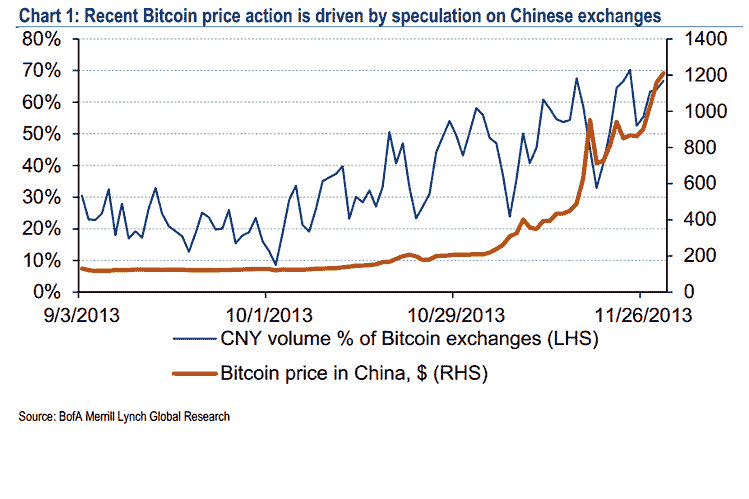 Chart 1: Recent Bitcoin price action is driven by speculation on Chinese exchanges
80% 1400
70% 1200
60% 1000
50% 800
40% 600
30% 400
20% 200
10% 0
0%
9/3/2013 10/1/2013 10/29/2013 11/26/2013
CNY volume % of Bitcoin exchanges (LHS)
Bitcoin price in China, $ (RHS)
Source: BofA Merrill Lynch Global Research